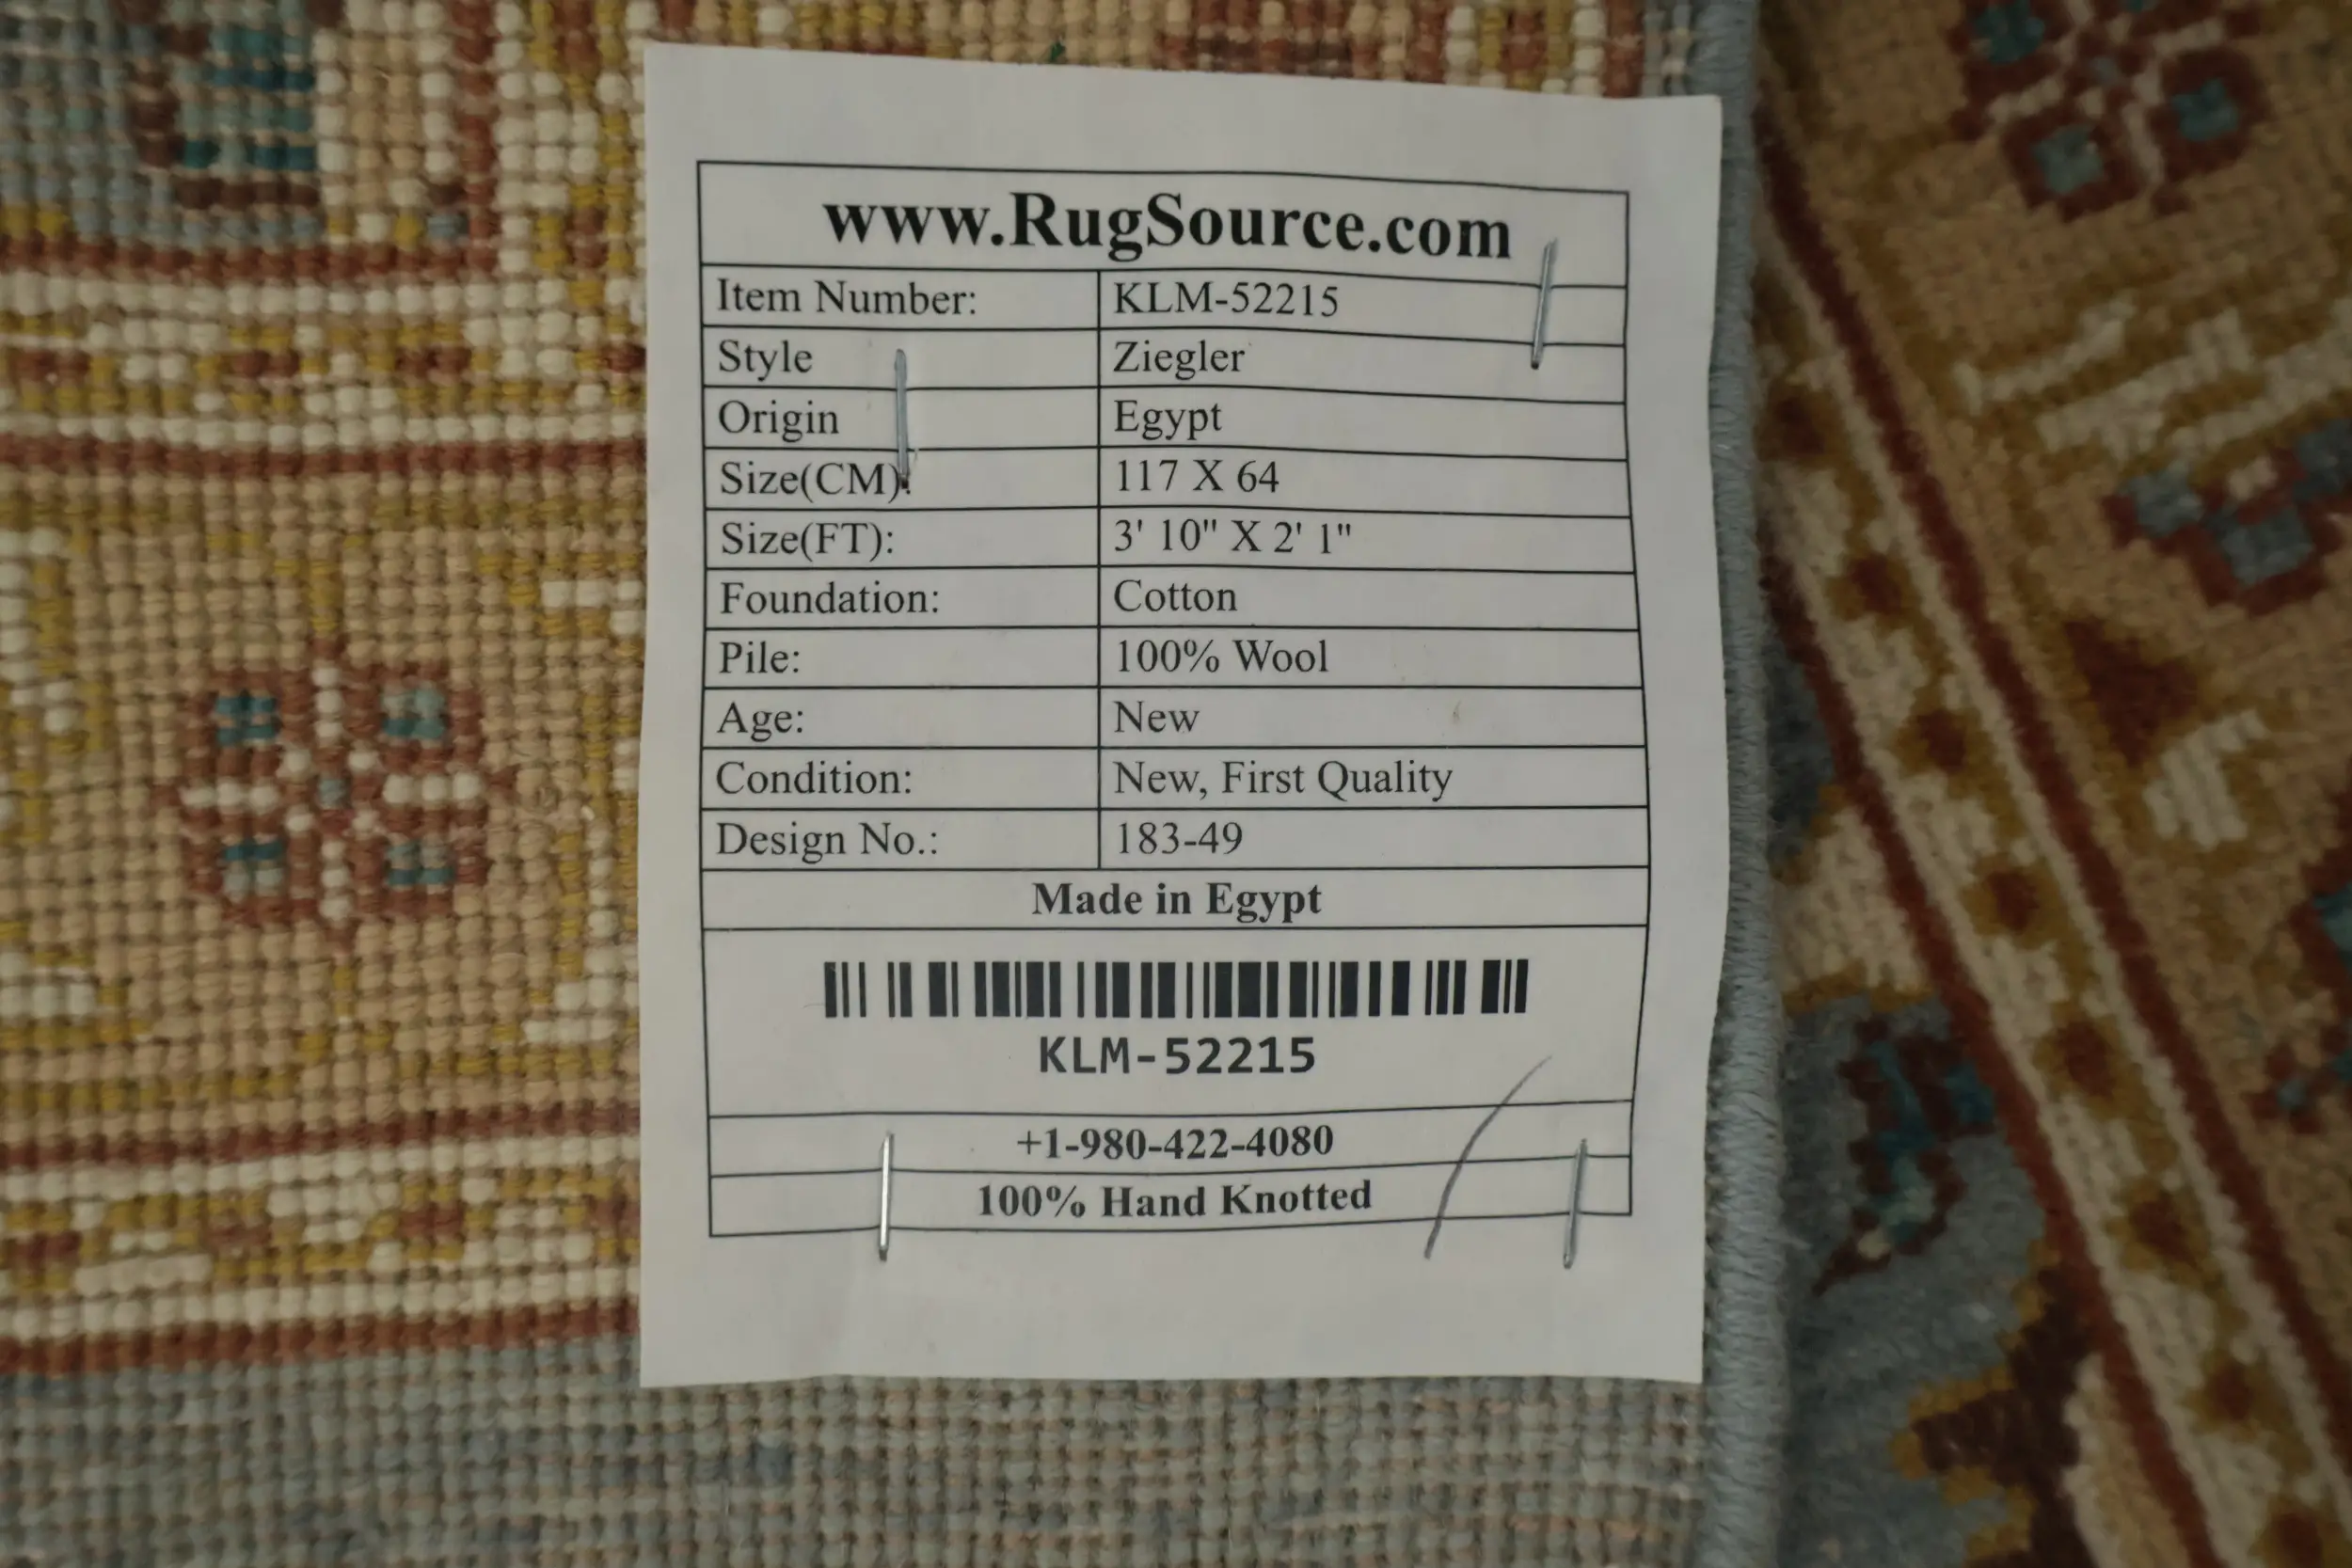 www.RugSource.com
Item Number: KLM-52215
Style Ziegler
Origin Egypt
Size(CM): 117 X 64
Size(FT): 3' 10" X 2' 1"
Foundation: Cotton
Pile: 100% Wool
Age: New
Condition: New, First Quality
Design No.: 183-49
Made in Egypt
KLM-52215
+1-980-422-4080
100% Hand Knotted